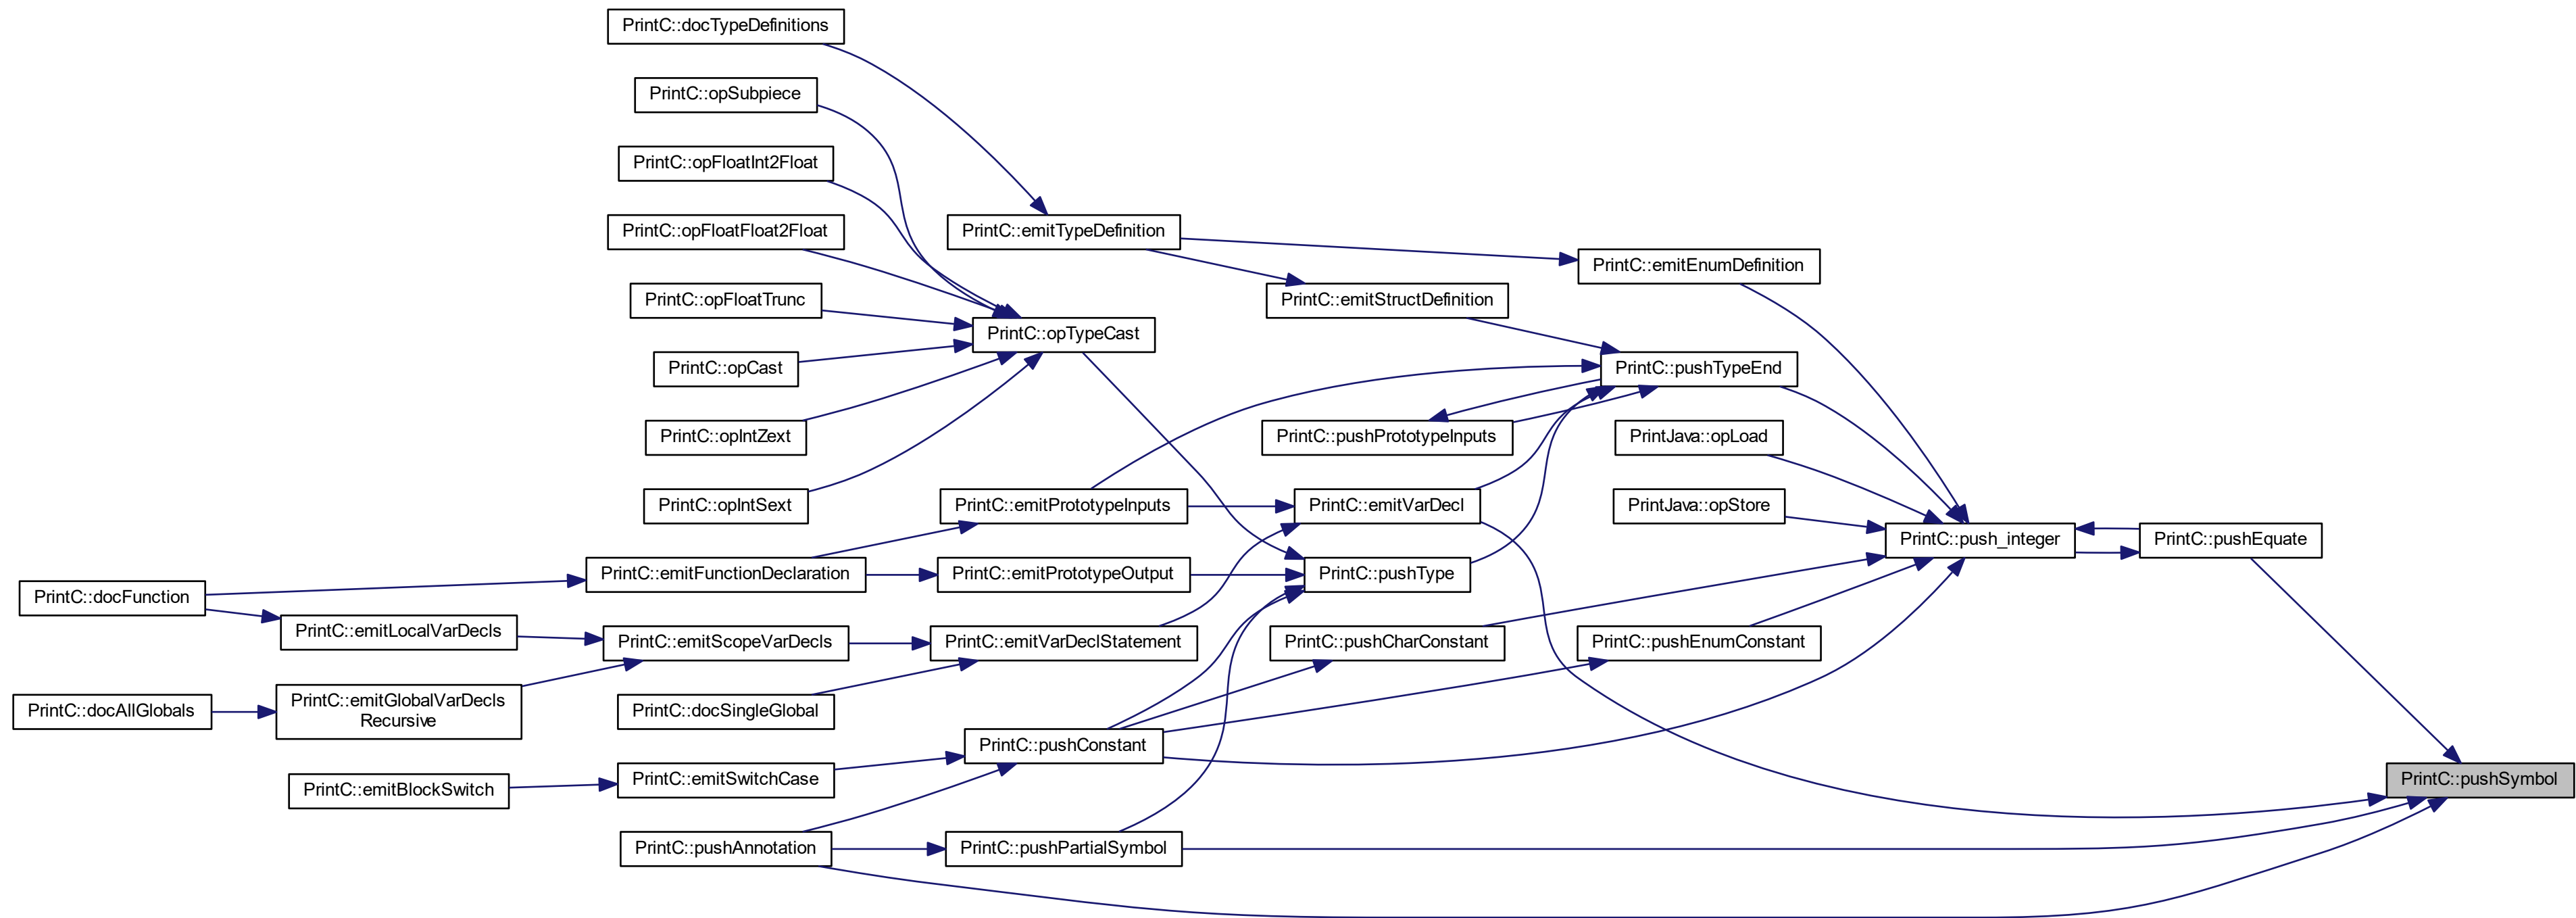 PrintC::docTypeDefinitions
PrintC::opSubpiece
PrintC::opFloatInt2Float
PrintC::opFloatFloat2Float
PrintC::emitTypeDefinition
PrintC::emitEnumDefinition
PrintC::opFloatTrunc
PrintC::emitStructDefinition
PrintC::opTypeCast
PrintC::opCast
PrintC::pushTypeEnd
PrintC::opIntZext
PrintC::pushPrototypeInputs
PrintJava::opLoad
PrintC::opIntSext
PrintC::emitPrototypeInputs
PrintC::emitVarDecl
PrintJava::opStore
PrintC::push_integer
PrintC::pushEquate
PrintC::docFunction
PrintC::emitFunctionDeclaration
PrintC::emitPrototypeOutput
PrintC::pushType
PrintC::emitLocalVarDecls
PrintC::emitScopeVarDecls
PrintC::emitVarDeclStatement
PrintC::pushCharConstant
PrintC::pushEnumConstant
PrintC::docAllGlobals
PrintC::emitGlobalVarDecls
Recursive
PrintC::docSingleGlobal
PrintC::pushConstant
PrintC::emitBlockSwitch
PrintC::emitSwitchCase
PrintC::pushSymbol
PrintC::pushAnnotation
PrintC::pushPartialSymbol